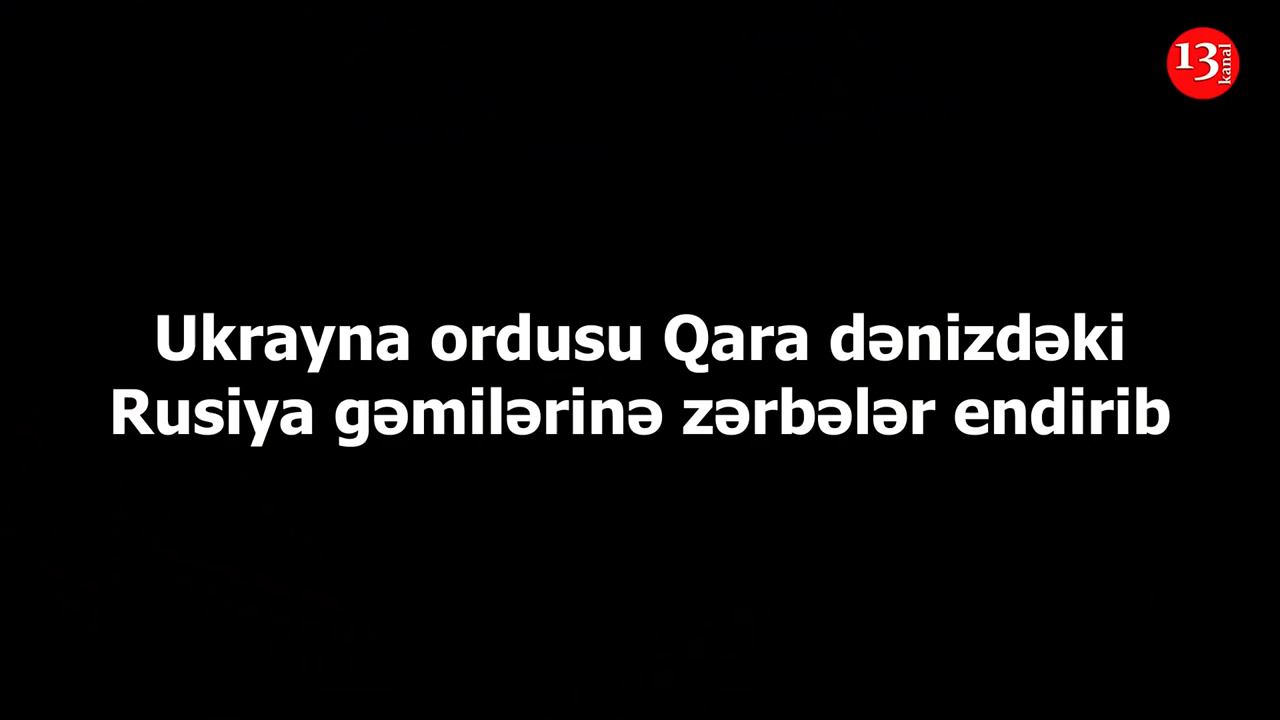 13 kanal
Ukrayna ordusu Qara dənizdəki
Rusiya gəmilərinə zərbələr endirib